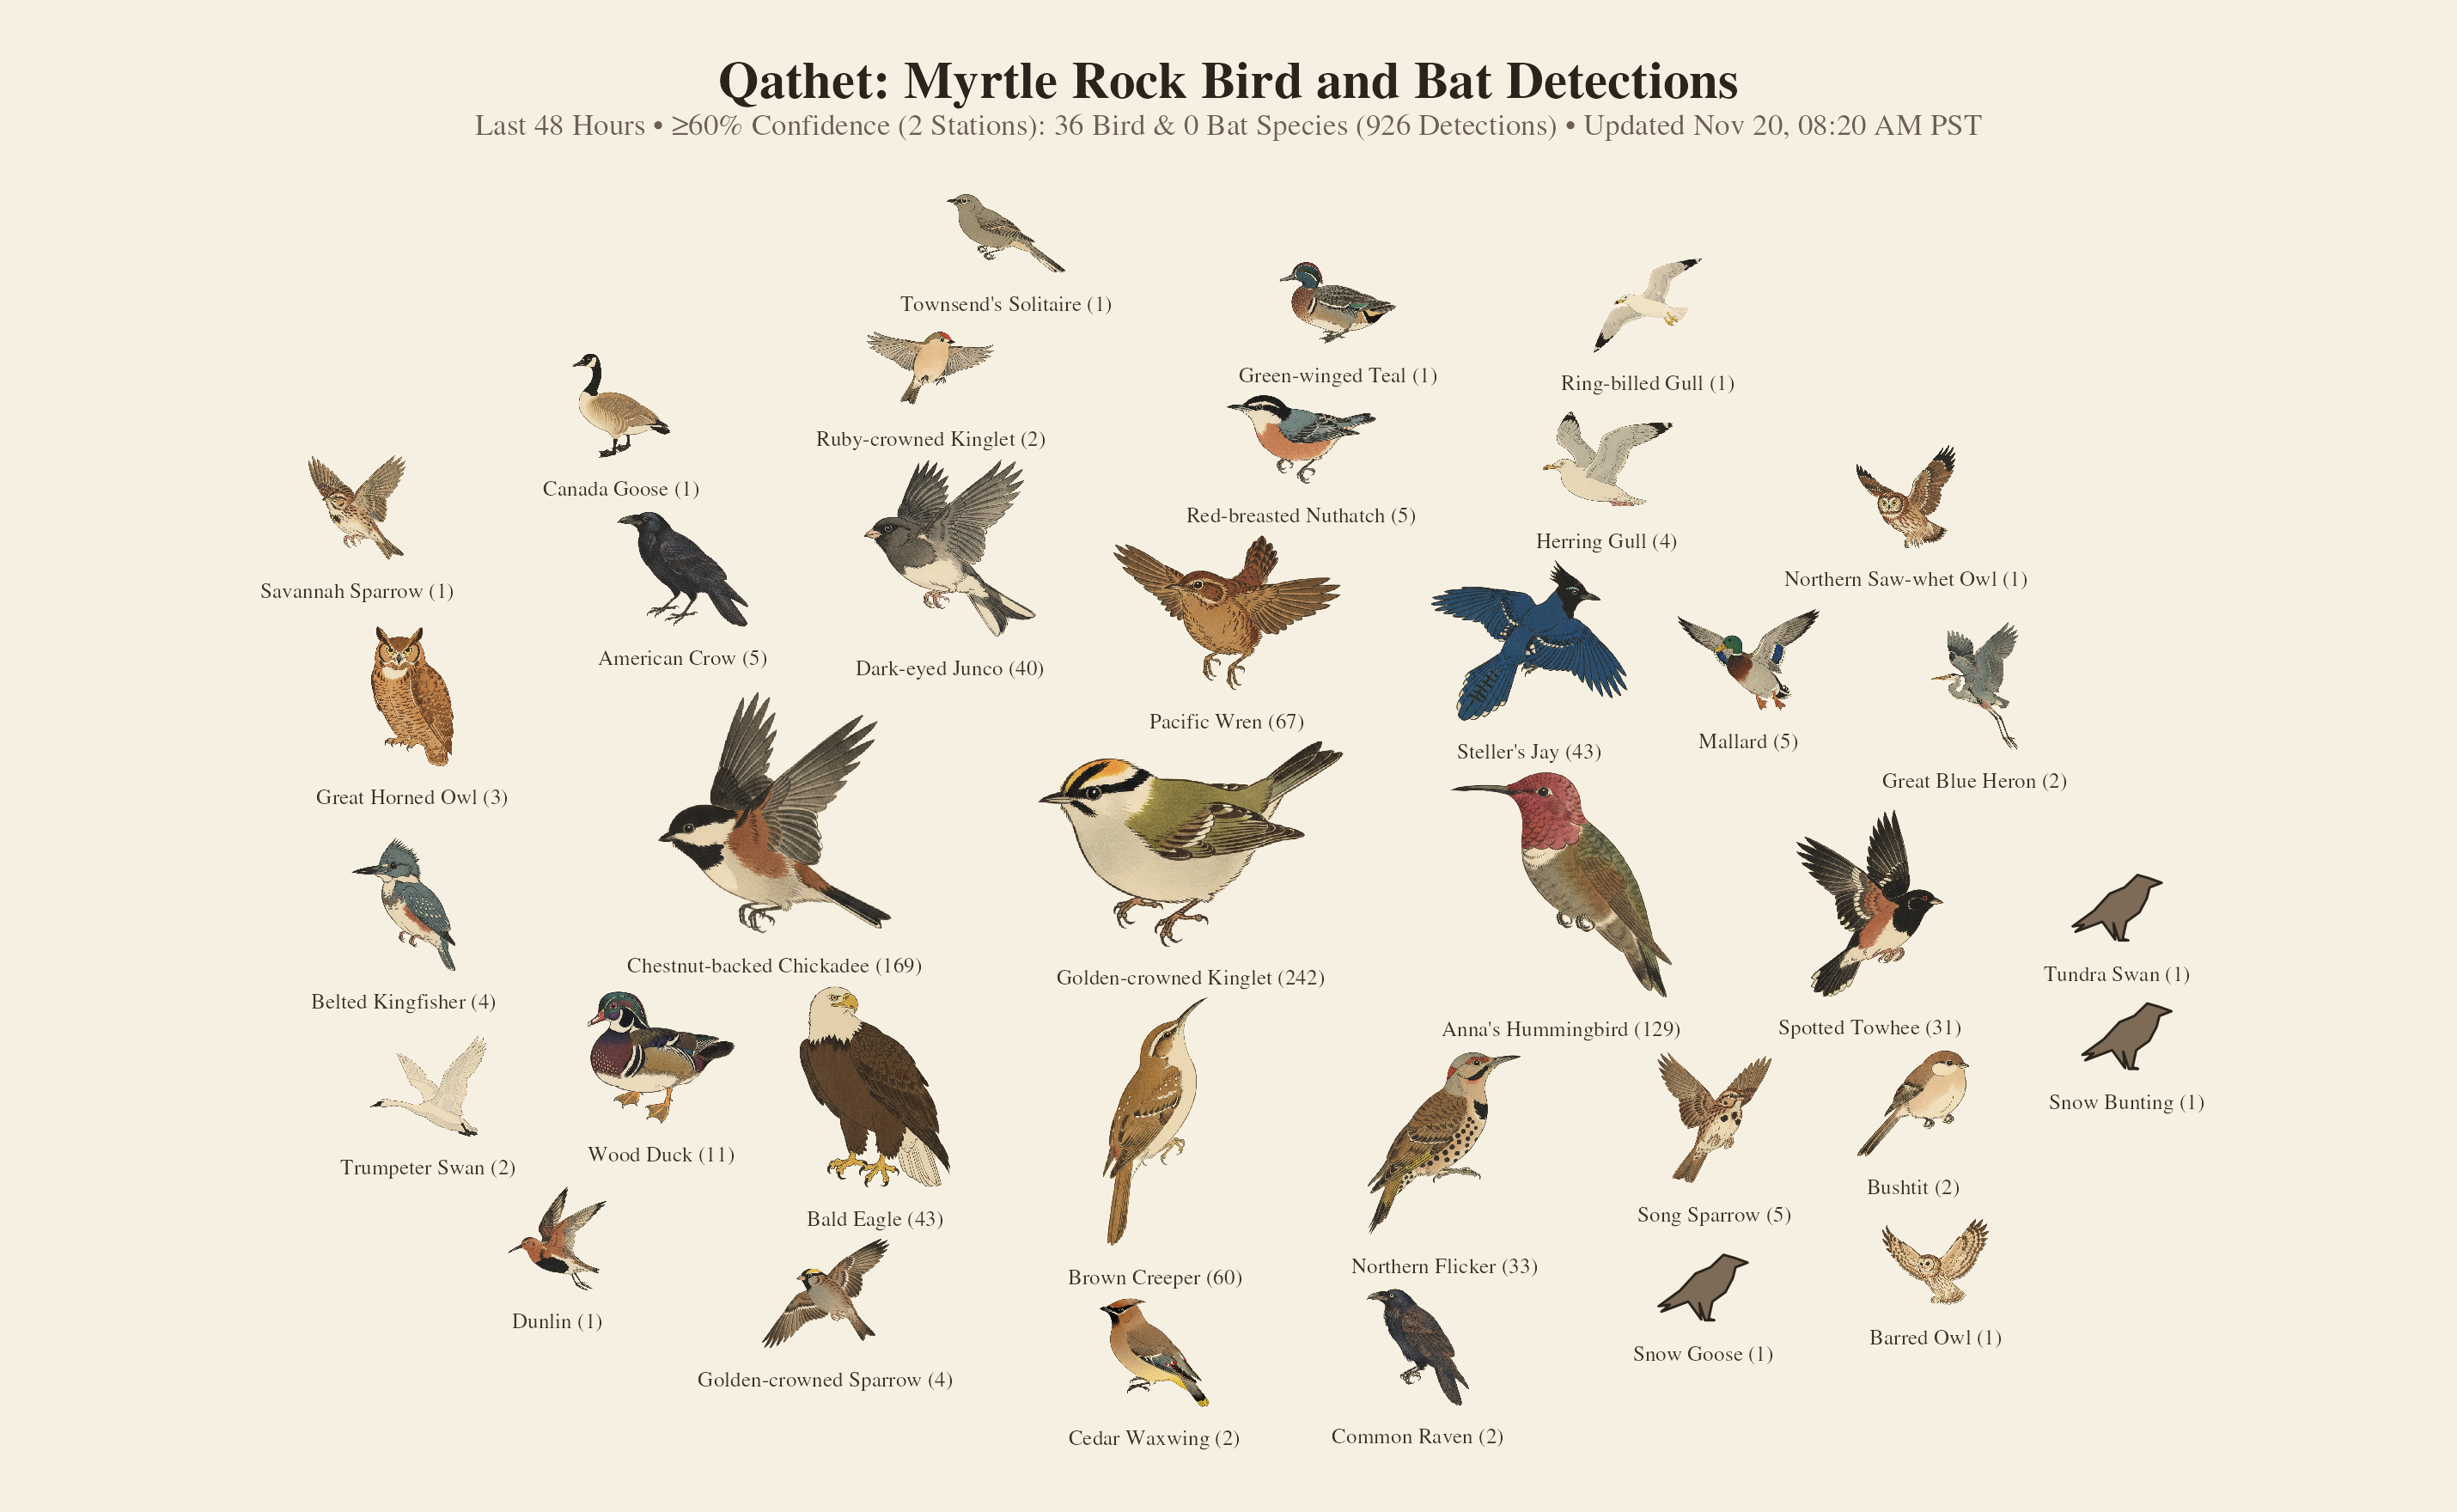 Qathet: Myrtle Rock Bird and Bat Detections
Last 48 Hours • ≥60% Confidence (2 Stations): 36 Bird & 0 Bat Species (926 Detections) • Updated Nov 20, 08:20 AM PST
Townsend's Solitaire (1)
Green-winged Teal (1)
Ring-billed Gull (1)
Ruby-crowned Kinglet (2)
Canada Goose (1)
Red-breasted Nuthatch (5)
Herring Gull (4)
Northern Saw-whet Owl (1)
Savannah Sparrow (1)
American Crow (5)
Dark-eyed Junco (40)
Pacific Wren (67)
Steller's Jay (43)
Mallard (5)
Great Blue Heron (2)
Great Horned Owl (3)
Chestnut-backed Chickadee (169)
Golden-crowned Kinglet (242)
Tundra Swan (1)
Belted Kingfisher (4)
Anna's Hummingbird (129)
Spotted Towhee (31)
Snow Bunting (1)
Wood Duck (11)
Trumpeter Swan (2)
Bushtit (2)
Bald Eagle (43)
Song Sparrow (5)
Brown Creeper (60)
Northern Flicker (33)
Dunlin (1)
Snow Goose (1)
Barred Owl (1)
Golden-crowned Sparrow (4)
Cedar Waxwing (2)
Common Raven (2)